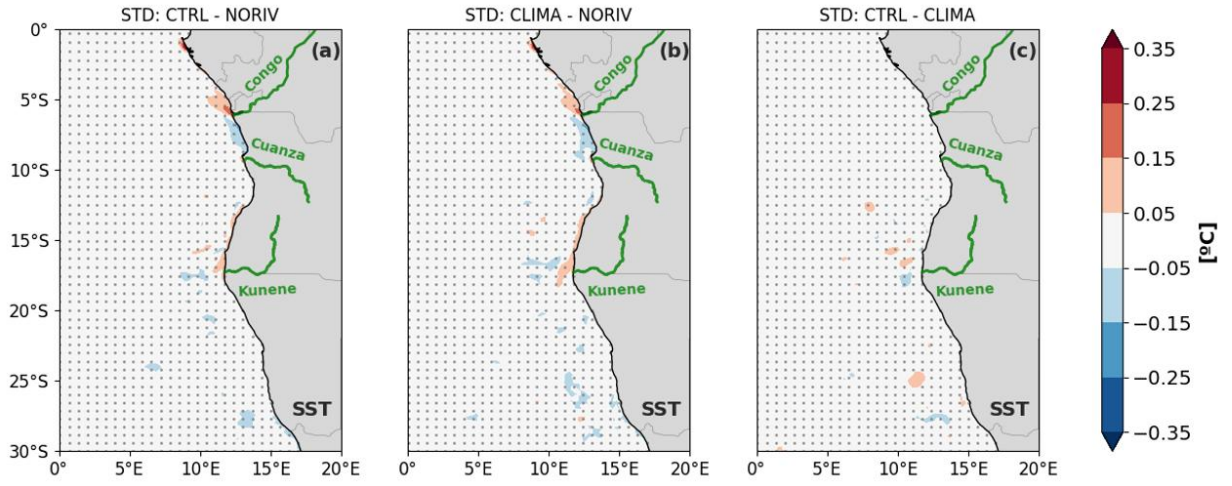 STD: CTRL - NORIV
STD: CLIMA - NORIV
STD: CTRL - CLIMA
(a)
(b)
(c)
0°
5°S
10°S
15°S
20°S
25°S
30°S
Congo
Cuanza
Kunene
SST
Congo
Cuanza
Kunene
Congo
Cuanza
Kunene
SST
0°
5°E
10°E
15°E
20°E
0°
5°E
10°E
15°E
20°E
0°
5°E
10°E
15°E
20°E
0.35
0.25
0.15
0.05
−0.05
−0.15
−0.25
−0.35
[ºC]